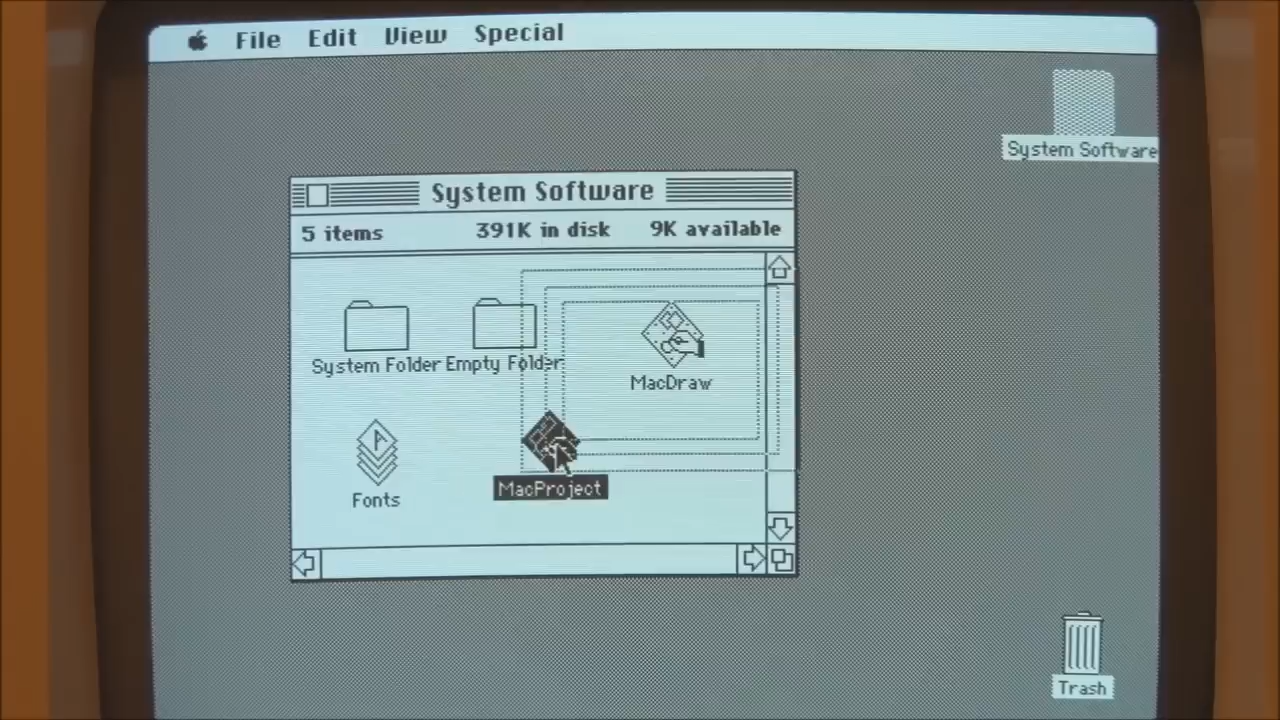 File Edit View Special
System Software
System Software
5 items 391K in disk 9K available
System Folder Empty Folder
MacDraw
Fonts
MacProject
Trash